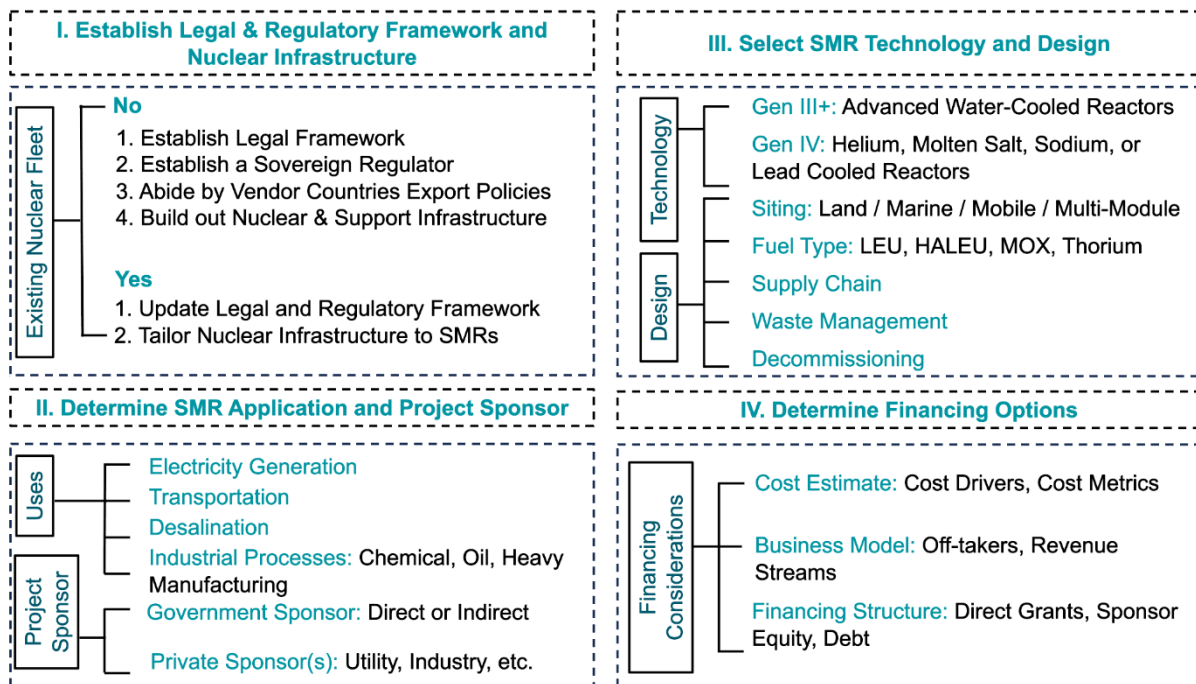 I. Establish Legal & Regulatory Framework and
Nuclear Infrastructure
Existing Nuclear Fleet
No
1. Establish Legal Framework
2. Establish a Sovereign Regulator
3. Abide by Vendor Countries Export Policies
4. Build out Nuclear & Support Infrastructure
Yes
1. Update Legal and Regulatory Framework
2. Tailor Nuclear Infrastructure to SMRs
II. Determine SMR Application and Project Sponsor
Uses
Electricity Generation
Transportation
Desalination
Industrial Processes: Chemical, Oil, Heavy
Manufacturing
Project
Sponsor
Government Sponsor: Direct or Indirect
Private Sponsor(s): Utility, Industry, etc.
III. Select SMR Technology and Design
Technology
Gen III+: Advanced Water-Cooled Reactors
Gen IV: Helium, Molten Salt, Sodium, or
Lead Cooled Reactors
Design
Siting: Land / Marine / Mobile / Multi-Module
Fuel Type: LEU, HALEU, MOX, Thorium
Supply Chain
Waste Management
Decommissioning
IV. Determine Financing Options
Financing
Considerations
Cost Estimate: Cost Drivers, Cost Metrics
Business Model: Off-takers, Revenue
Streams
Financing Structure: Direct Grants, Sponsor
Equity, Debt